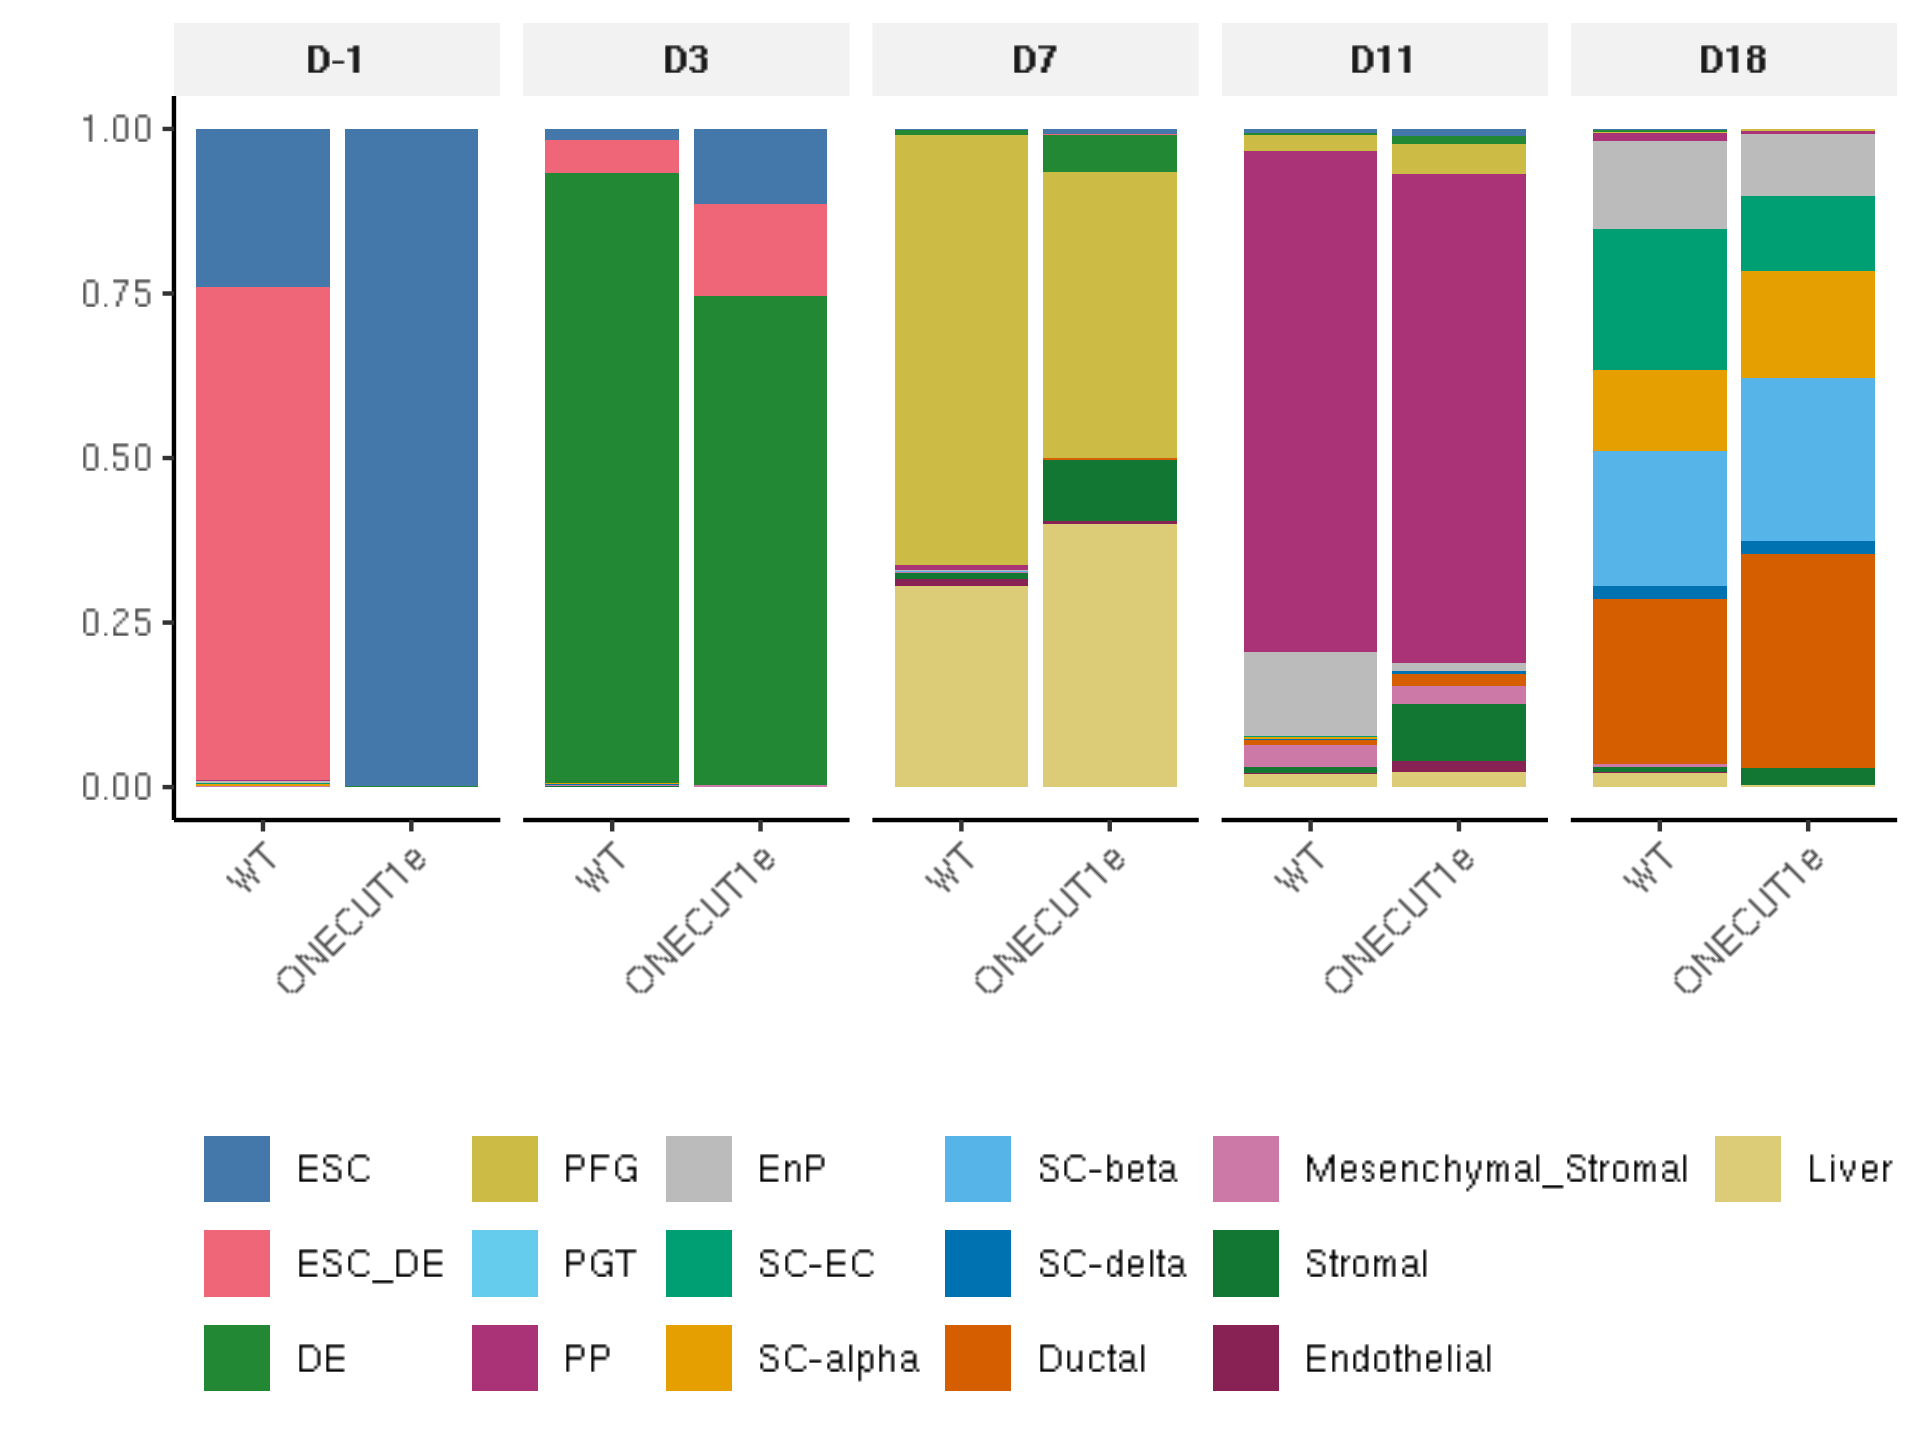 D-1 D3 D7 D11 D18
1.00
0.75
0.50
0.25
0.00
WT ONECUT1e WT ONECUT1e WT ONECUT1e WT ONECUT1e WT ONECUT1e
ESC PFG EnP SC-beta Mesenchymal_Stromal Liver
ESC_DE PGT SC-EC SC-delta Stromal
DE PP SC-alpha Ductal Endothelial